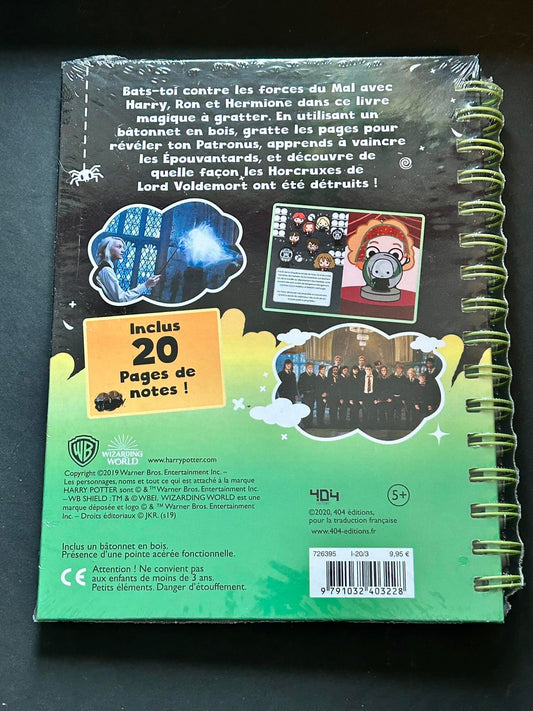 Bats-toi contre les forces du Mal avec
Harry, Ron et Hermione dans ce livre
magique à gratter. En utilisant un
bâtonnet en bois, gratte les pages pour
révéler ton Patronus, apprends à vaincre
les Épouvantards, et découvre de
quelle façon les Horcruxes de
Lord Voldemort ont été détruits !
Inclus
20
Pages de
notes !
WB
WIZARDING
WORLD
www.harrypotter.com
Copyright ©2019 Warner Bros. Entertainment Inc. –
Les personnages, noms et tout ce qui est attaché à la marque
HARRY POTTER sont © & ™ Warner Bros. Entertainment Inc.
– WB SHIELD : TM & © WBEI. WIZARDING WORLD est une
marque déposée et logo © & ™ Warner Bros. Entertainment
Inc. – Droits éditoriaux © JKR. (s19)
404
éditions
5+
©2020, 404 éditions,
pour la traduction française
www.404-editions.fr
Inclus un bâtonnet en bois.
Présence d'une pointe acérée fonctionnelle.
CE
Attention ! Ne convient pas
aux enfants de moins de 3 ans.
Petits éléments. Danger d'étouffement.
726395 I-20/3 9,95 €
9 791032 403228